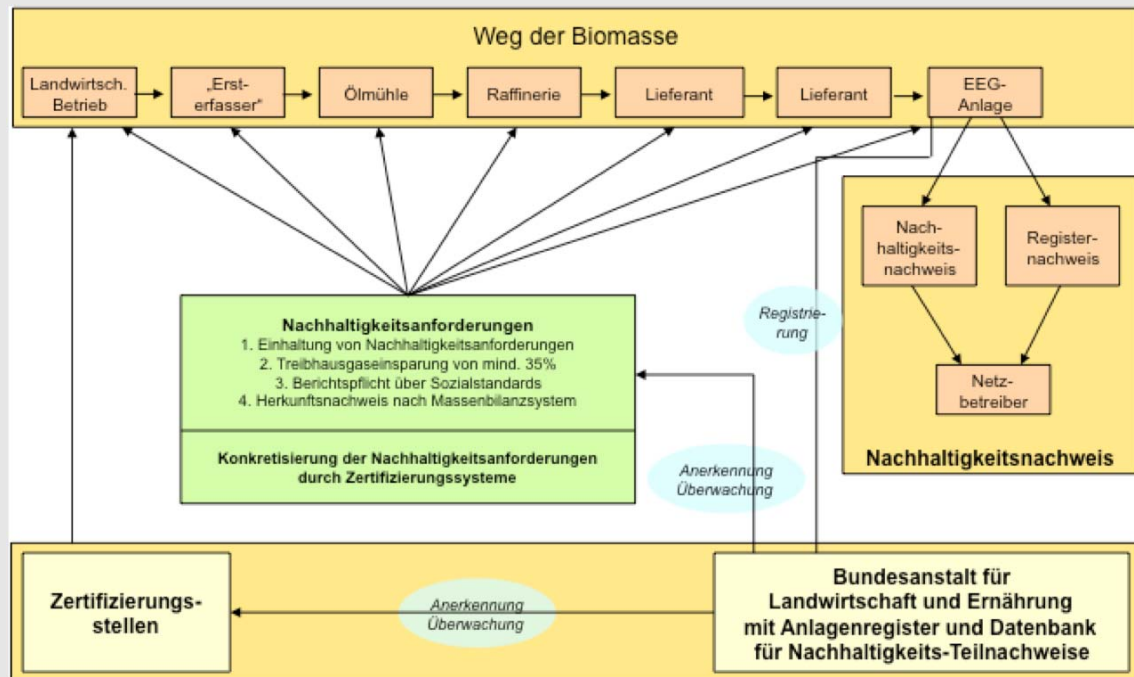 Weg der Biomasse
Landwirtsch.
Betrieb
„Erst-
erfasser“
Ölmühle
Raffinerie
Lieferant
Lieferant
EEG-
Anlage
Nach-
haltigkeits-
nachweis
Register-
nachweis
Netz-
betreiber
Nachhaltigkeitsnachweis
Registrie-
rung
Nachhaltigkeitsanforderungen
1. Einhaltung von Nachhaltigkeitsanforderungen
2. Treibhausgaseinsparung von mind. 35%
3. Berichtspflicht über Sozialstandards
4. Herkunftsnachweis nach Massenbilanzsystem
Konkretisierung der Nachhaltigkeitsanforderungen
durch Zertifizierungssysteme
Anerkennung
Überwachung
Zertifizierungs-
stellen
Anerkennung
Überwachung
Bundesanstalt für
Landwirtschaft und Ernährung
mit Anlagenregister und Datenbank
für Nachhaltigkeits-Teilnachweise